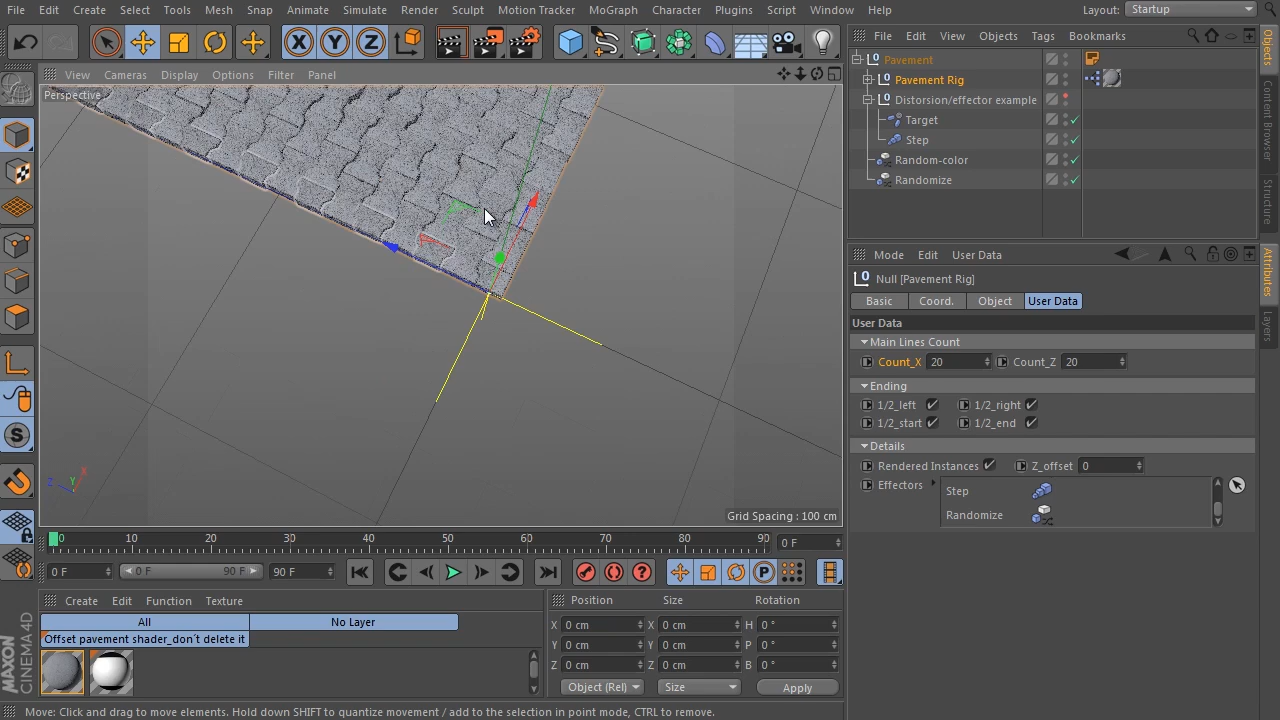 File Edit Create Select Tools Mesh Snap Animate Simulate Render Sculpt Motion Tracker MoGraph Character Plugins Script Window Help Layout: Startup
File Edit View Objects Tags Bookmarks
View Cameras Display Options Filter Panel
Perspective
Pavement
Pavement Rig
Distorsion/effector example
Target
Step
Random-color
Randomize
Objects
Content Browser
Structure
Mode Edit User Data
Null [Pavement Rig]
Basic Coord. Object User Data
User Data
Main Lines Count
Count_X 20 Count_Z 20
Ending
1/2_left 1/2_right
1/2_start 1/2_end
Details
Rendered Instances Z_offset 0
Effectors Step
Randomize
Attributes
Layers
X Y Z
Z Y X
Grid Spacing : 100 cm
0 10 20 30 40 50 60 70 80 90 0 F
0 F 0 F 90 F 90 F
Create Edit Function Texture
All No Layer
Offset pavement shader_don´t delete it
Position Size Rotation
X 0 cm X 0 cm H 0 °
Y 0 cm Y 0 cm P 0 °
Z 0 cm Z 0 cm B 0 °
Object (Rel) Size Apply
MAXON CINEMA 4D
Move: Click and drag to move elements. Hold down SHIFT to quantize movement / add to the selection in point mode, CTRL to remove.